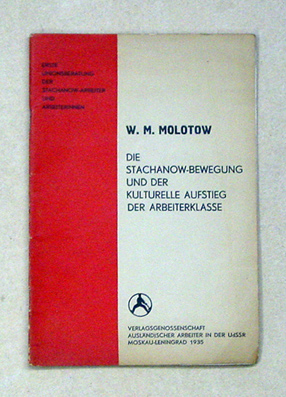 ERSTE
UNIONSBERATUNG
DER
STACHANOW-ARBEITER
UND
ARBEITERINNEN
W. M. MOLOTOW
DIE
STACHANOW-BEWEGUNG
UND DER
KULTURELLE AUFSTIEG
DER ARBEITERKLASSE
VERLAGSGENOSSENSCHAFT
AUSLÄNDISCHER ARBEITER IN DER UdSSR
MOSKAU-LENINGRAD 1935